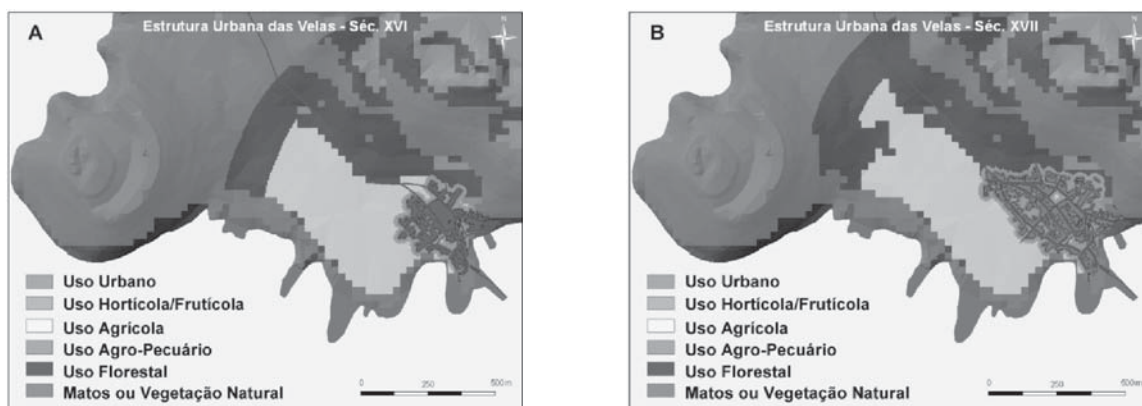 A
Estrutura Urbana das Velas - Séc. XVI
N
Uso Urbano
Uso Hortícola/Frutícola
Uso Agrícola
Uso Agro-Pecuário
Uso Florestal
Matos ou Vegetação Natural
0 250 500m
B
Estrutura Urbana das Velas - Séc. XVII
N
Uso Urbano
Uso Hortícola/Frutícola
Uso Agrícola
Uso Agro-Pecuário
Uso Florestal
Matos ou Vegetação Natural
0 250 500m